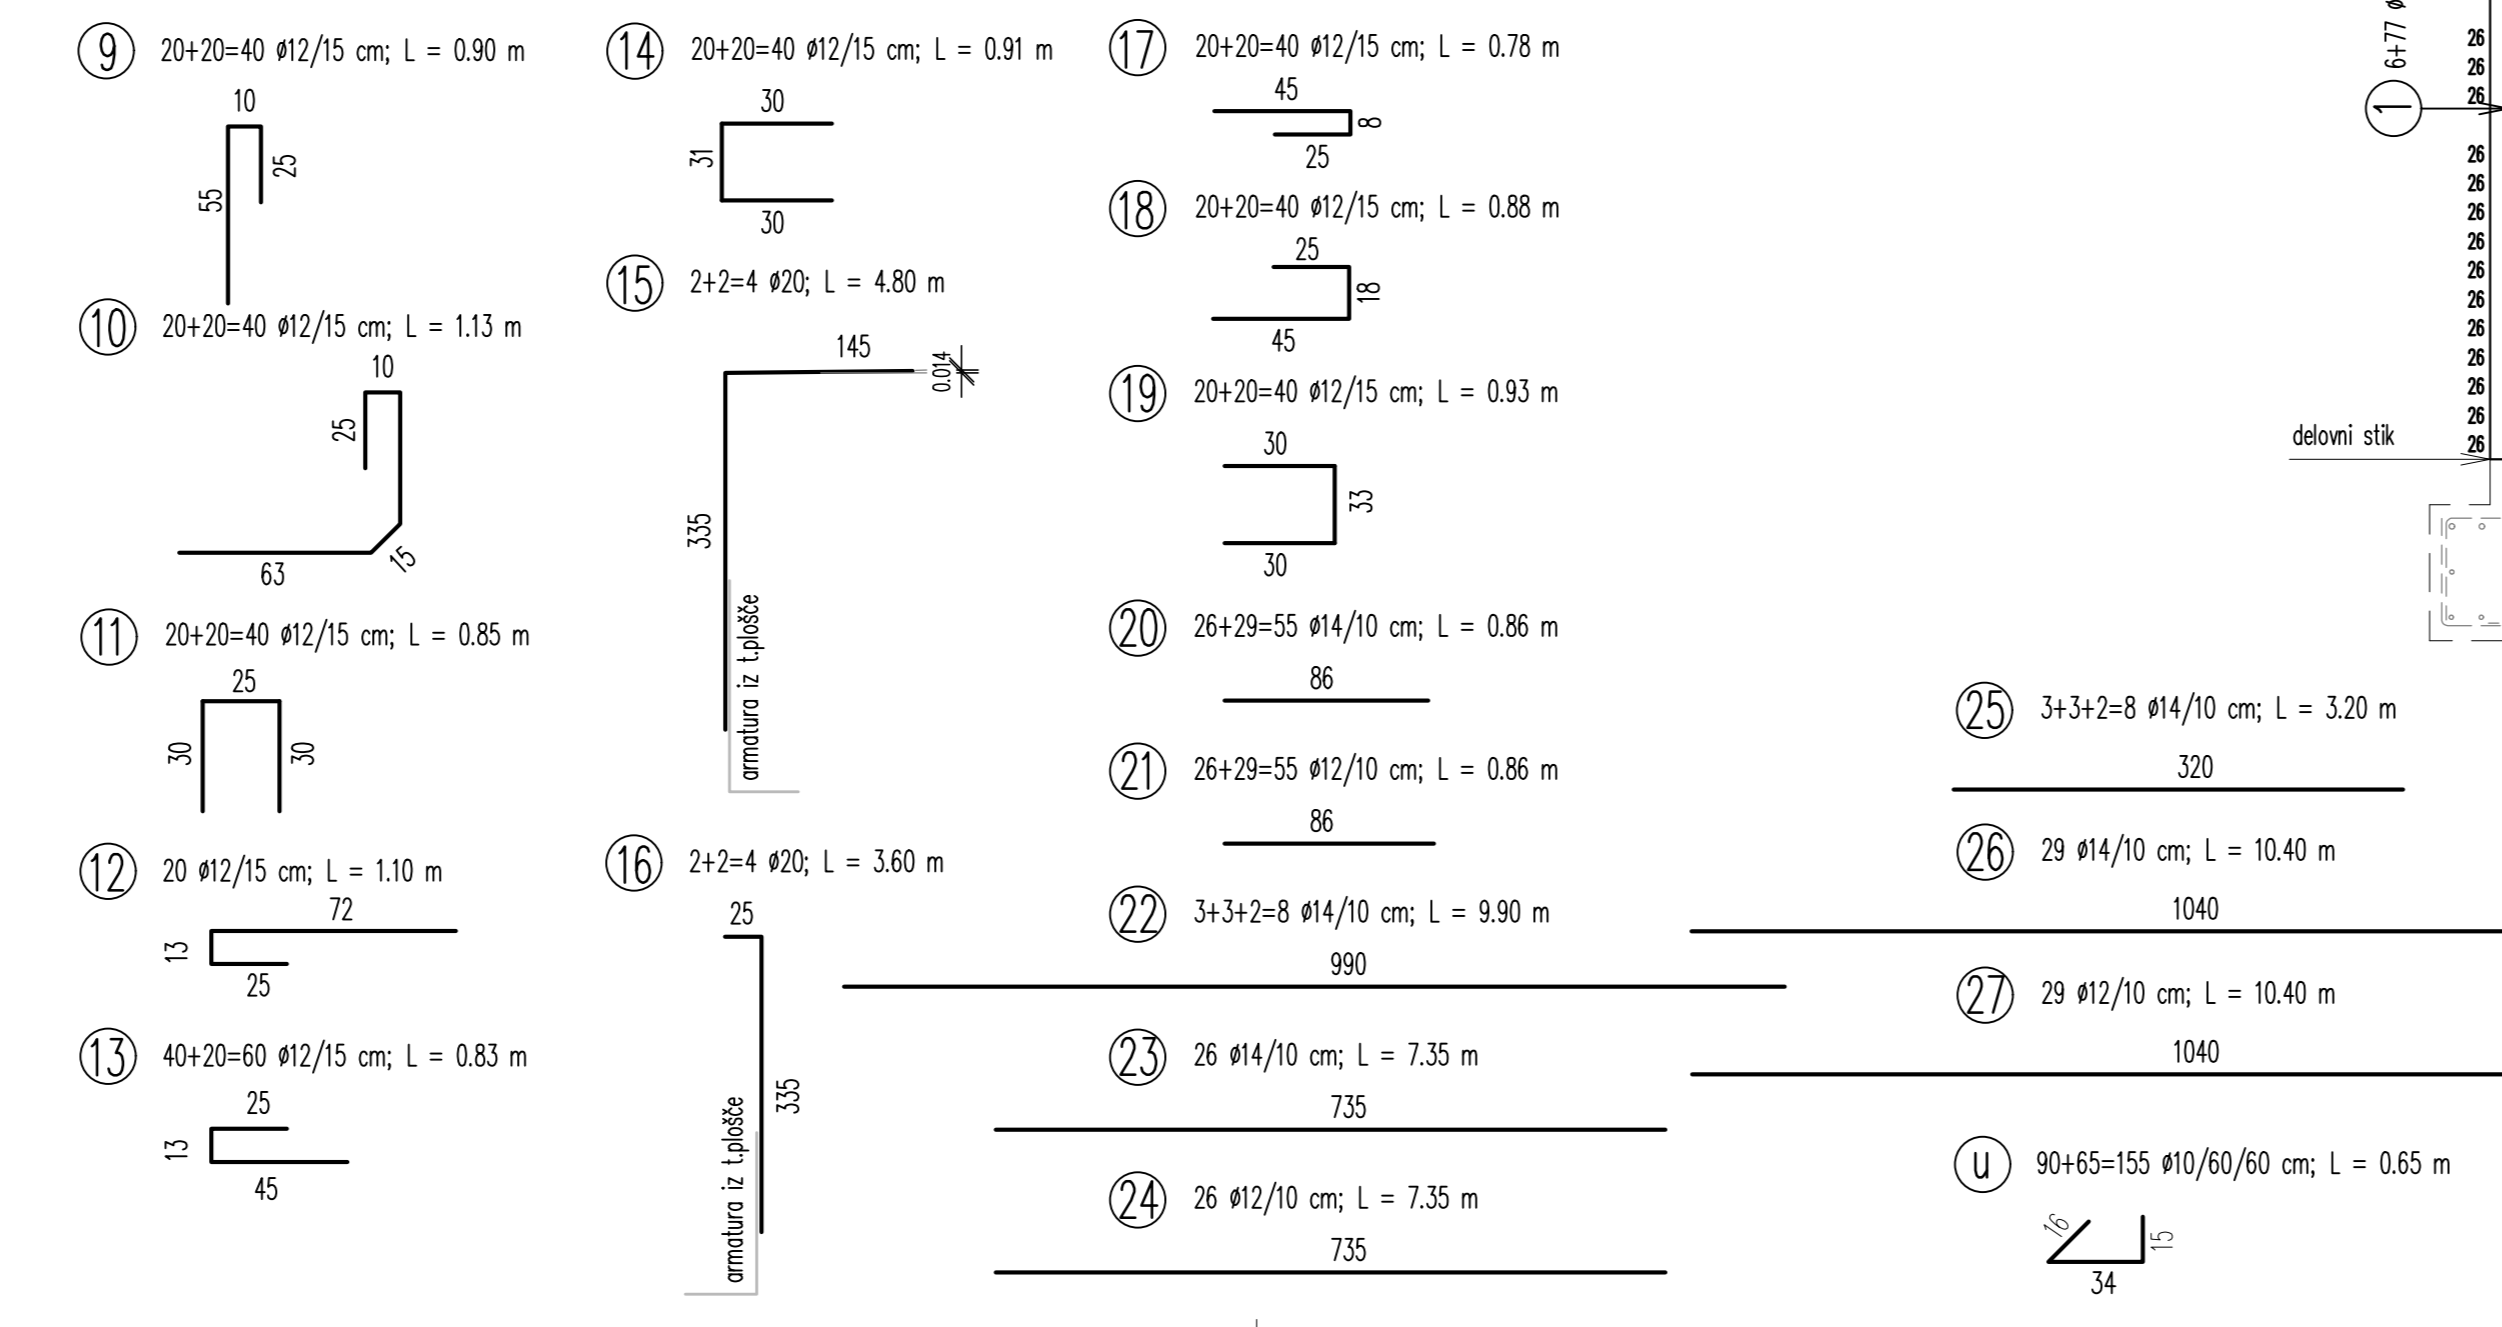 9 20+20=40 ø12/15 cm; L = 0.90 m
10
25
55
10 20+20=40 ø12/15 cm; L = 1.13 m
10
25
15
63
11 20+20=40 ø12/15 cm; L = 0.85 m
25
30
30
12 20 ø12/15 cm; L = 1.10 m
72
13
25
13 40+20=60 ø12/15 cm; L = 0.83 m
25
13
45
14 20+20=40 ø12/15 cm; L = 0.91 m
30
31
30
15 2+2=4 ø20; L = 4.80 m
145
0.014
335
armatura iz t.plošče
16 2+2=4 ø20; L = 3.60 m
25
335
armatura iz t.plošče
17 20+20=40 ø12/15 cm; L = 0.78 m
45
8
25
18 20+20=40 ø12/15 cm; L = 0.88 m
25
18
45
19 20+20=40 ø12/15 cm; L = 0.93 m
30
33
30
20 26+29=55 ø14/10 cm; L = 0.86 m
86
21 26+29=55 ø12/10 cm; L = 0.86 m
86
22 3+3+2=8 ø14/10 cm; L = 9.90 m
990
23 26 ø14/10 cm; L = 7.35 m
735
24 26 ø12/10 cm; L = 7.35 m
735
25 3+3+2=8 ø14/10 cm; L = 3.20 m
320
26 29 ø14/10 cm; L = 10.40 m
1040
27 29 ø12/10 cm; L = 10.40 m
1040
u 90+65=155 ø10/60/60 cm; L = 0.65 m
16
15
34
1 6+77 ø
26
26
26
26
26
26
26
26
26
26
26
26
26
26
delovni stik